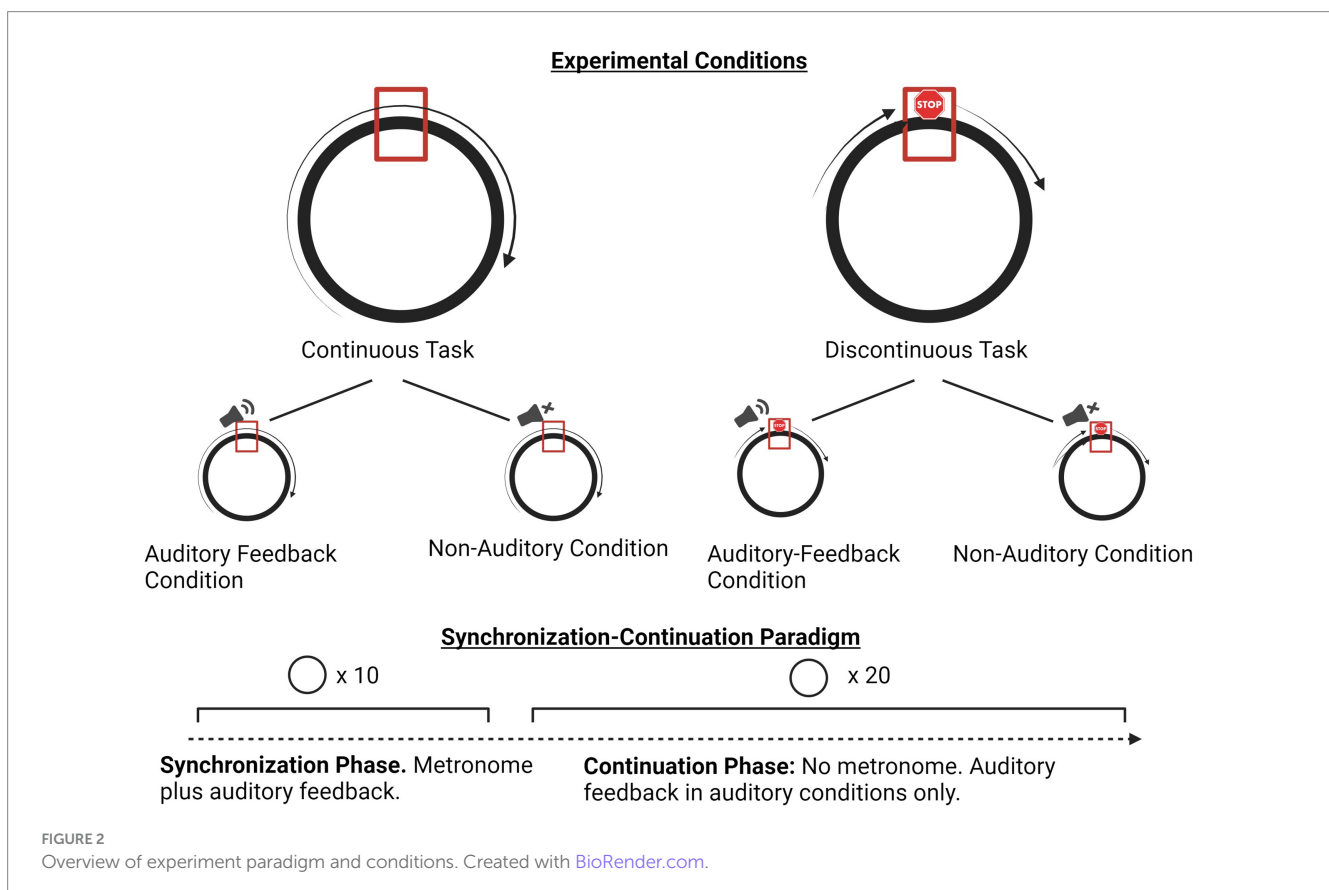 Experimental Conditions
STOP
Continuous Task
Discontinuous Task
STOP
STOP
Auditory Feedback
Condition
Non-Auditory Condition
Auditory-Feedback
Condition
Non-Auditory Condition
Synchronization-Continuation Paradigm
x 10
x 20
Synchronization Phase. Metronome
plus auditory feedback.
Continuation Phase: No metronome. Auditory
feedback in auditory conditions only.
FIGURE 2
Overview of experiment paradigm and conditions. Created with BioRender.com.